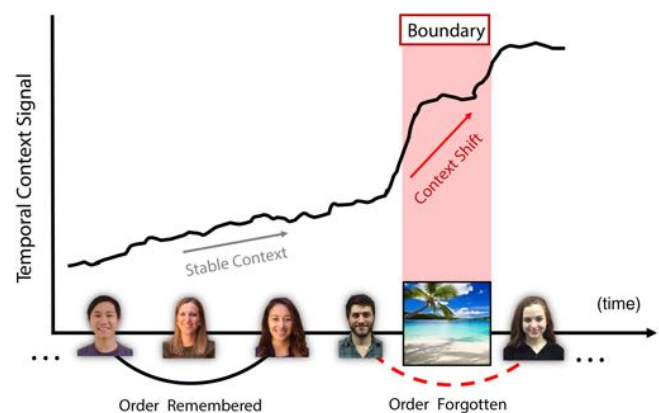 Boundary
Temporal Context Signal
Context Shift
Stable Context
(time)
... ...
Order Remembered Order Forgotten